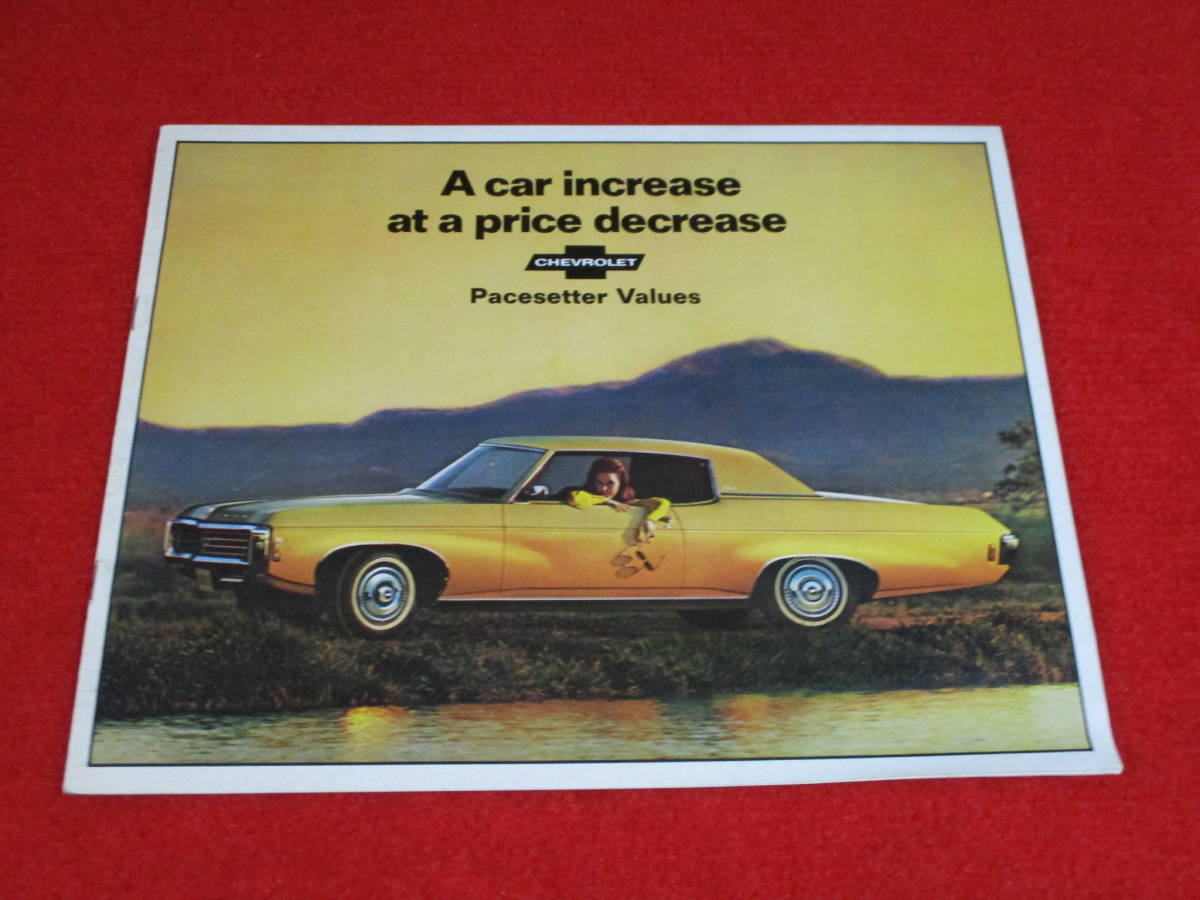 A car increase
at a price decrease
CHEVROLET
Pacesetter Values